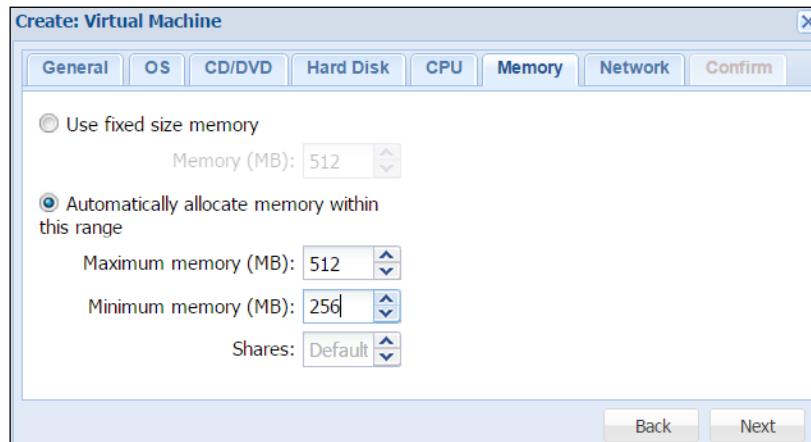 Create: Virtual Machine
General OS CD/DVD Hard Disk CPU Memory Network Confirm
Use fixed size memory
Memory (MB): 512
Automatically allocate memory within
this range
Maximum memory (MB): 512
Minimum memory (MB): 256
Shares: Default
Back Next